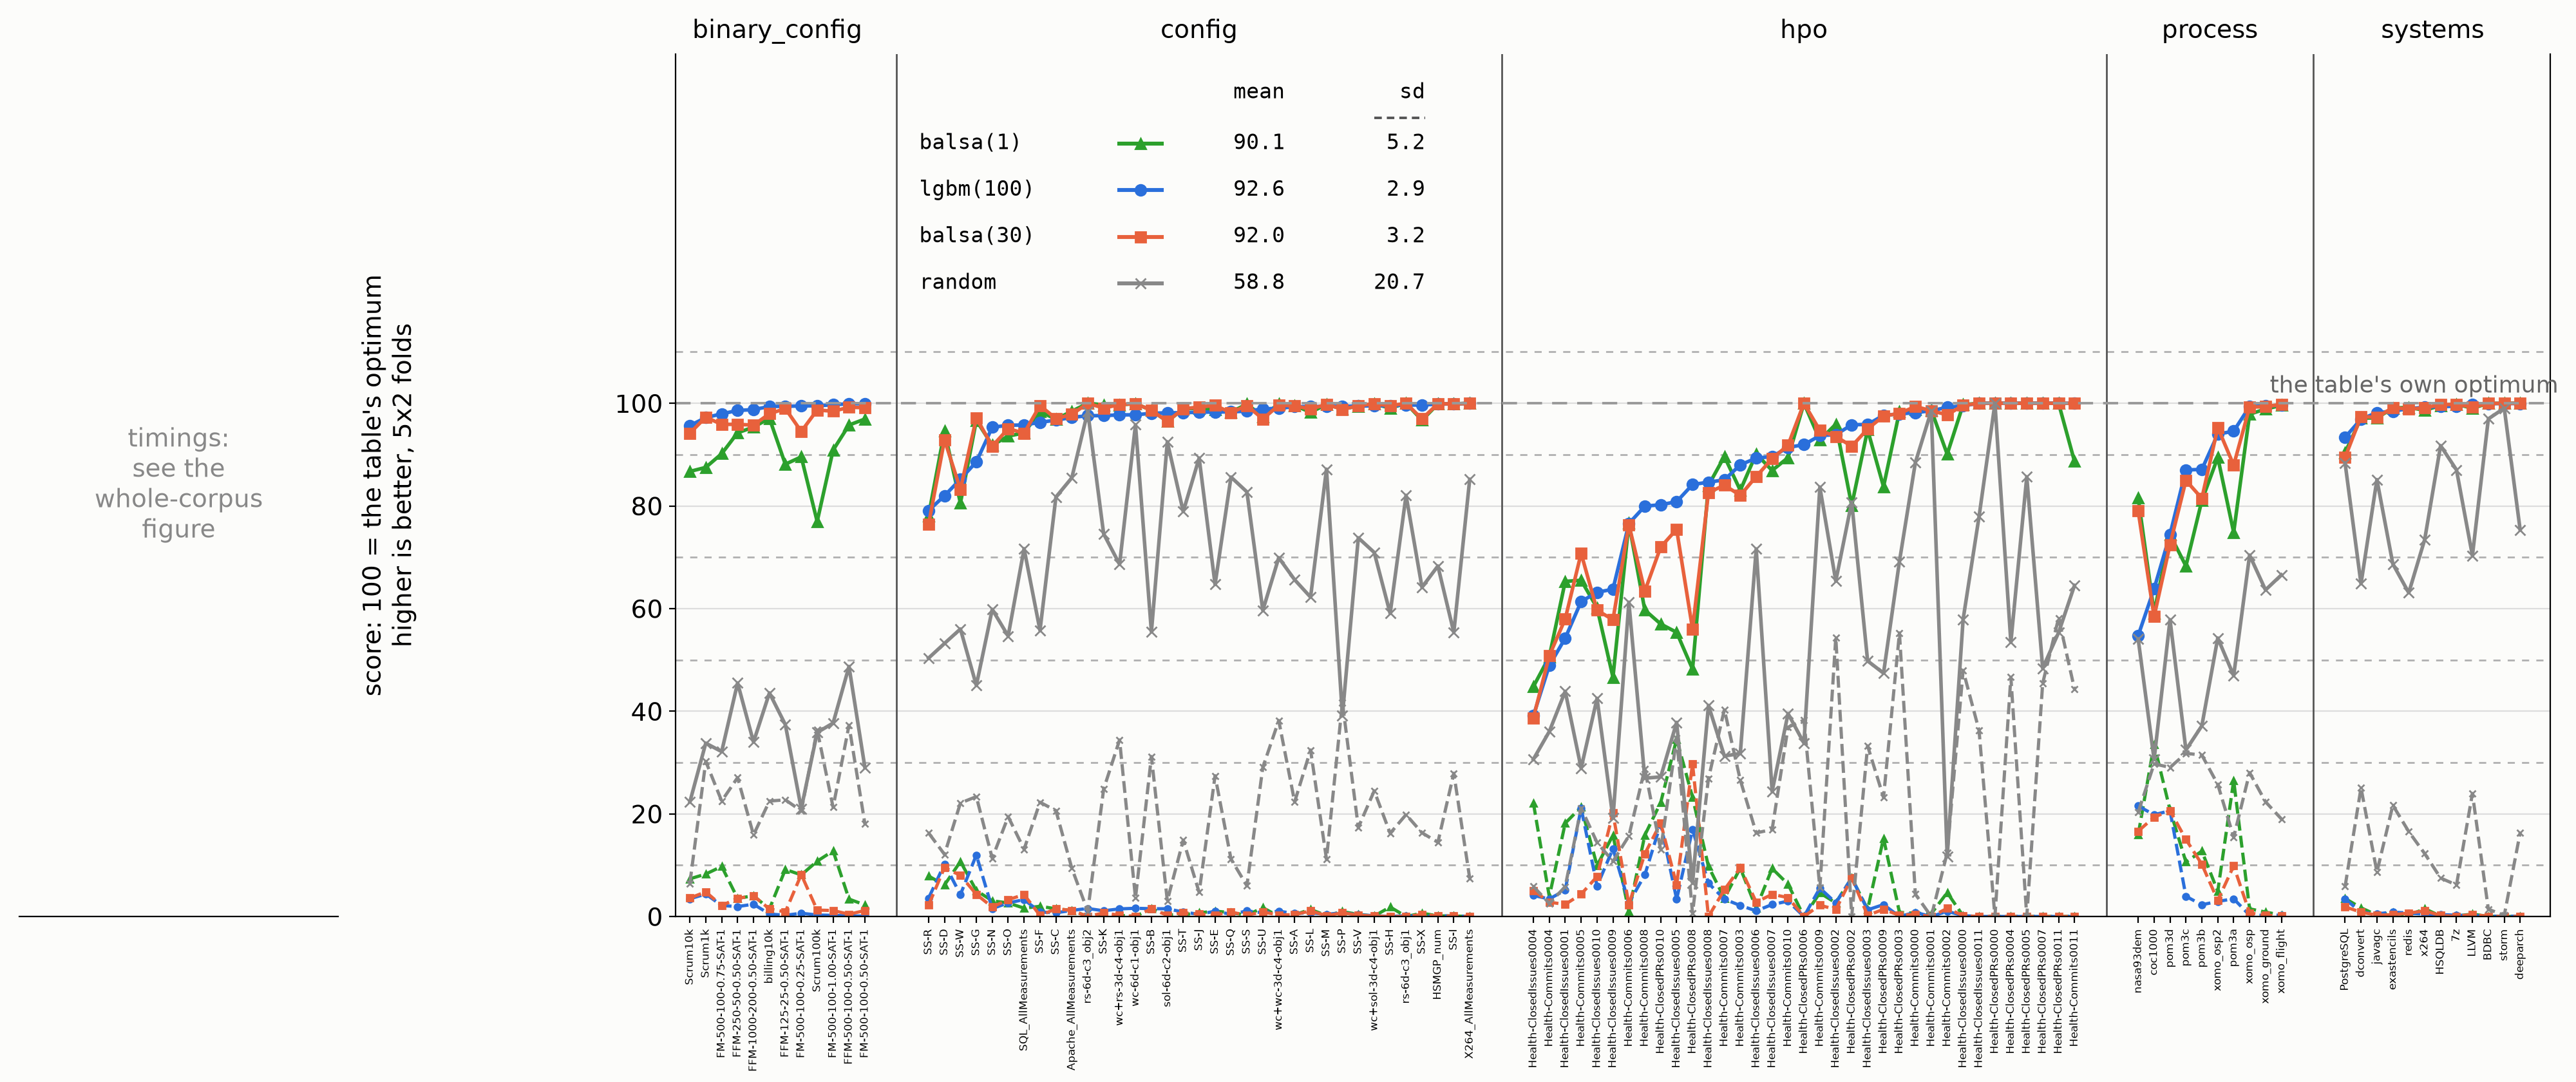 binary_config config hpo process systems
mean sd
balsa(1) 90.1 5.2
lgbm(100) 92.6 2.9
balsa(30) 92.0 3.2
random 58.8 20.7
timings:
see the
whole-corpus
figure
score: 100 = the table's optimum
higher is better, 5x2 folds
the table's own optimum
100
80
60
40
20
0
Scrum10k
Scrum1k
FM-500-100-0.75-SAT-1
FFM-250-50-0.50-SAT-1
FFM-1000-200-0.50-SAT-1
billing10k
FFM-125-25-0.50-SAT-1
FM-500-100-0.25-SAT-1
Scrum100k
FM-500-100-1.00-SAT-1
FFM-500-100-0.50-SAT-1
FM-500-100-0.50-SAT-1
SS-R
SS-D
SS-W
SS-G
SS-N
SS-O
SQL_AllMeasurements
SS-F
SS-C
Apache_AllMeasurements
rs-6d-c3_obj2
SS-K
wc+rs-3d-c4-obj1
wc-6d-c1-obj1
SS-B
sol-6d-c2-obj1
SS-T
SS-J
SS-E
SS-Q
SS-S
SS-U
wc+wc-3d-c4-obj1
SS-A
SS-L
SS-M
SS-P
SS-V
wc+sol-3d-c4-obj1
SS-H
rs-6d-c3_obj1
SS-X
HSMGP_num
SS-I
X264_AllMeasurements
Health-ClosedIssues0004
Health-Commits0004
Health-ClosedIssues0001
Health-Commits0005
Health-ClosedIssues0010
Health-ClosedIssues0009
Health-Commits0006
Health-Commits0008
Health-ClosedPRs0010
Health-ClosedIssues0005
Health-ClosedPRs0008
Health-ClosedIssues0008
Health-Commits0007
Health-Commits0003
Health-ClosedIssues0006
Health-ClosedIssues0007
Health-Commits0010
Health-ClosedPRs0006
Health-Commits0009
Health-ClosedIssues0002
Health-ClosedPRs0002
Health-ClosedIssues0003
Health-ClosedPRs0009
Health-ClosedPRs0003
Health-Commits0000
Health-Commits0001
Health-Commits0002
Health-ClosedIssues0000
Health-ClosedIssues0011
Health-ClosedPRs0000
Health-ClosedPRs0004
Health-ClosedPRs0005
Health-ClosedPRs0007
Health-ClosedPRs0011
Health-Commits0011
nasa93dem
coc1000
pom3d
pom3c
pom3b
xomo_osp2
pom3a
xomo_osp
xomo_ground
xomo_flight
PostgreSQL
dconvert
javagc
exastencils
redis
x264
HSQLDB
7z
LLVM
BDBC
storm
deeparch